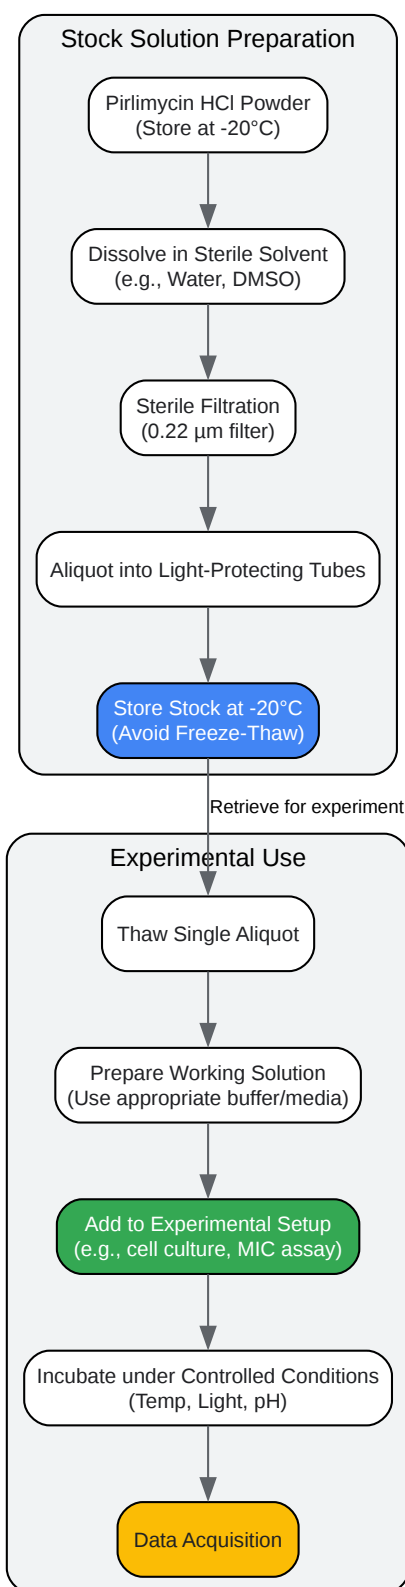 Stock Solution Preparation
Pirlimycin HCl Powder
(Store at -20°C)
Dissolve in Sterile Solvent
(e.g., Water, DMSO)
Sterile Filtration
(0.22 µm filter)
Aliquot into Light-Protecting Tubes
Store Stock at -20°C
(Avoid Freeze-Thaw)
Retrieve for experiment
Experimental Use
Thaw Single Aliquot
Prepare Working Solution
(Use appropriate buffer/media)
Add to Experimental Setup
(e.g., cell culture, MIC assay)
Incubate under Controlled Conditions
(Temp, Light, pH)
Data Acquisition